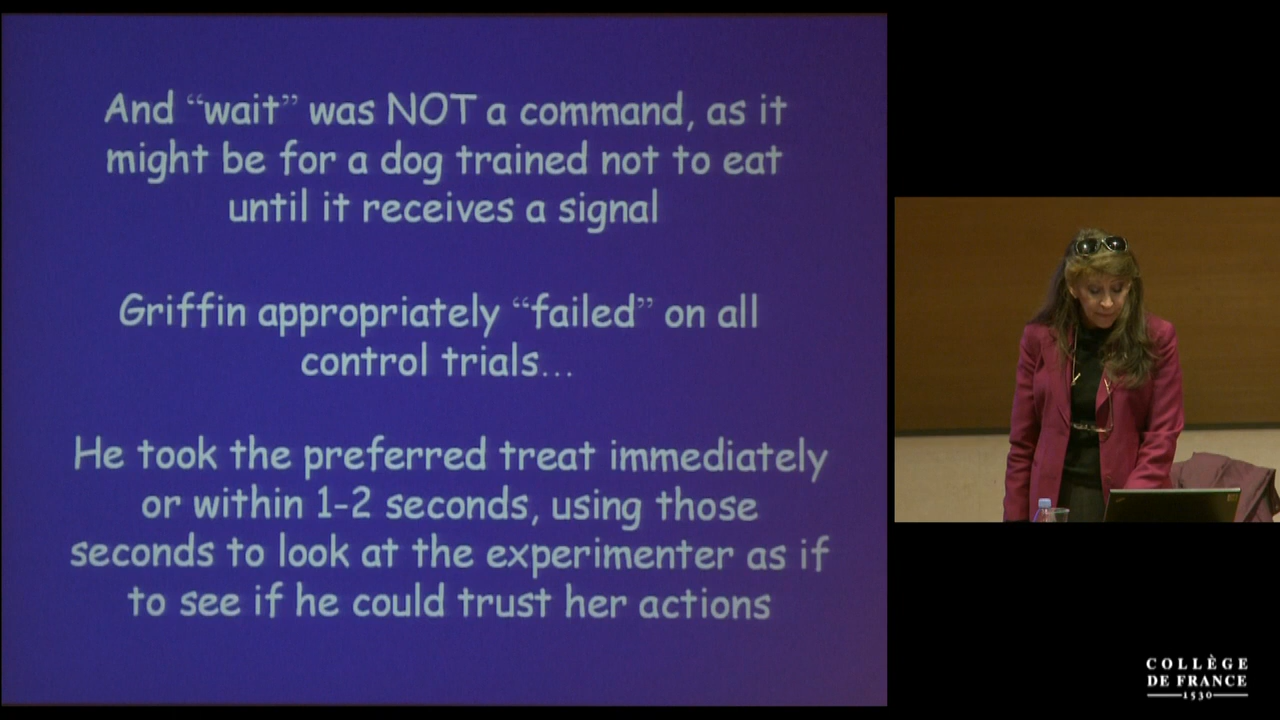 And “wait” was NOT a command, as it
might be for a dog trained not to eat
until it receives a signal
Griffin appropriately “failed” on all
control trials...
He took the preferred treat immediately
or within 1-2 seconds, using those
seconds to look at the experimenter as if
to see if he could trust her actions
COLLÈGE
DE FRANCE
1530